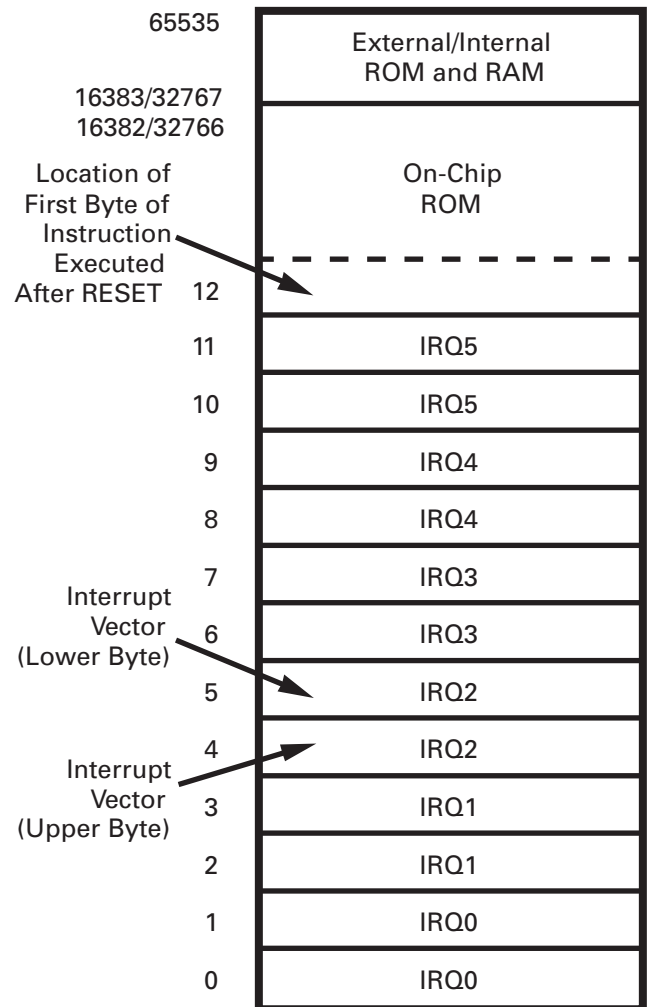 65535
External/Internal
ROM and RAM
16383/32767
16382/32766
Location of
First Byte of
Instruction
Executed
After RESET
On-Chip
ROM
12
11 IRQ5
10 IRQ5
9 IRQ4
8 IRQ4
7 IRQ3
Interrupt
Vector
(Lower Byte)
6 IRQ3
5 IRQ2
4 IRQ2
Interrupt
Vector
(Upper Byte)
3 IRQ1
2 IRQ1
1 IRQ0
0 IRQ0